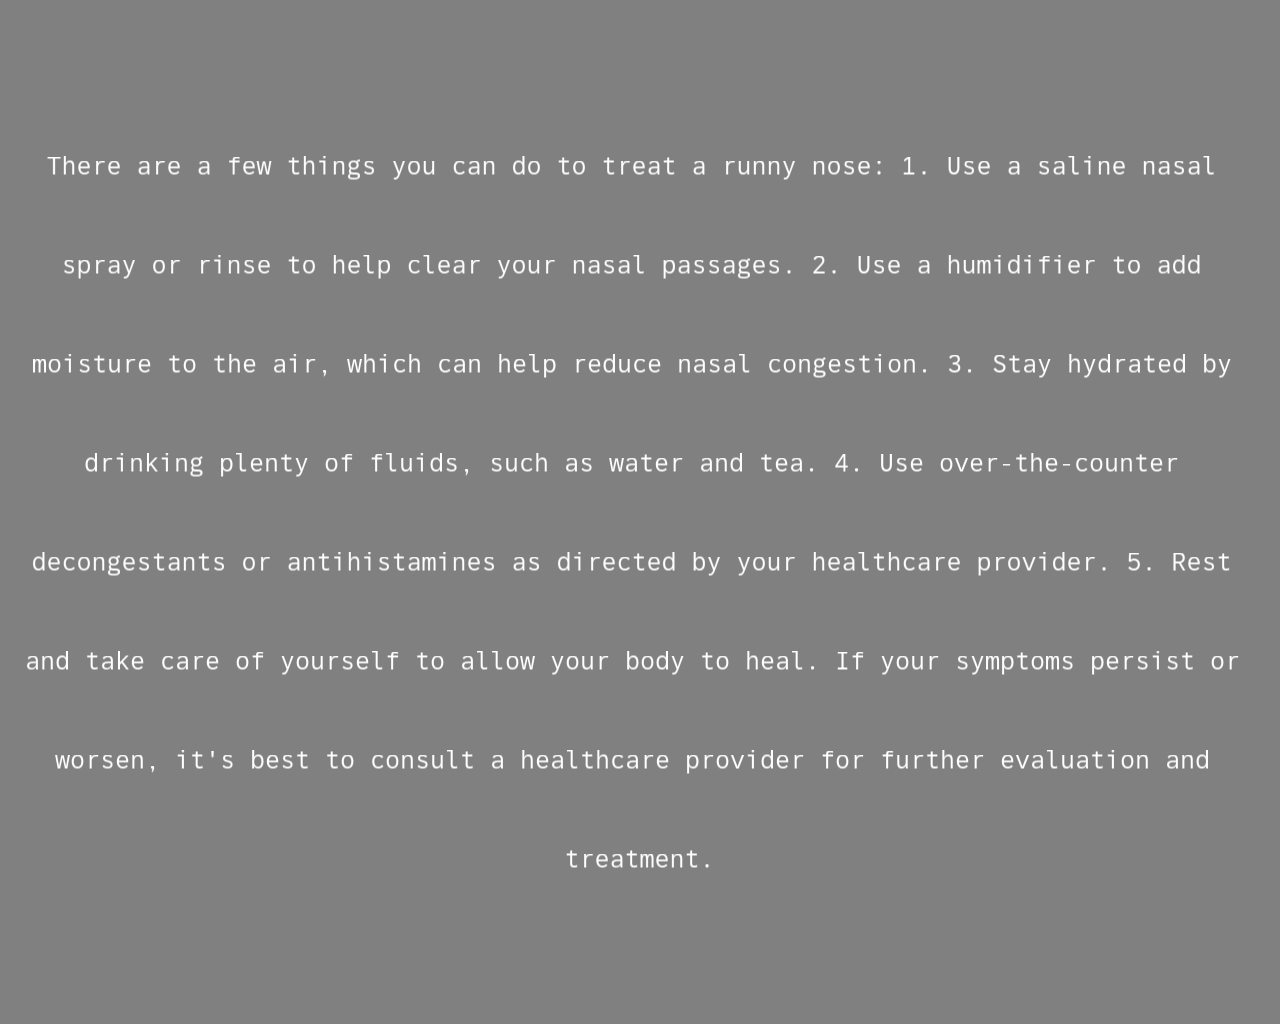 There are a few things you can do to treat a runny nose: 1. Use a saline nasal
spray or rinse to help clear your nasal passages. 2. Use a humidifier to add
moisture to the air, which can help reduce nasal congestion. 3. Stay hydrated by
drinking plenty of fluids, such as water and tea. 4. Use over-the-counter
decongestants or antihistamines as directed by your healthcare provider. 5. Rest
and take care of yourself to allow your body to heal. If your symptoms persist or
worsen, it's best to consult a healthcare provider for further evaluation and
treatment.